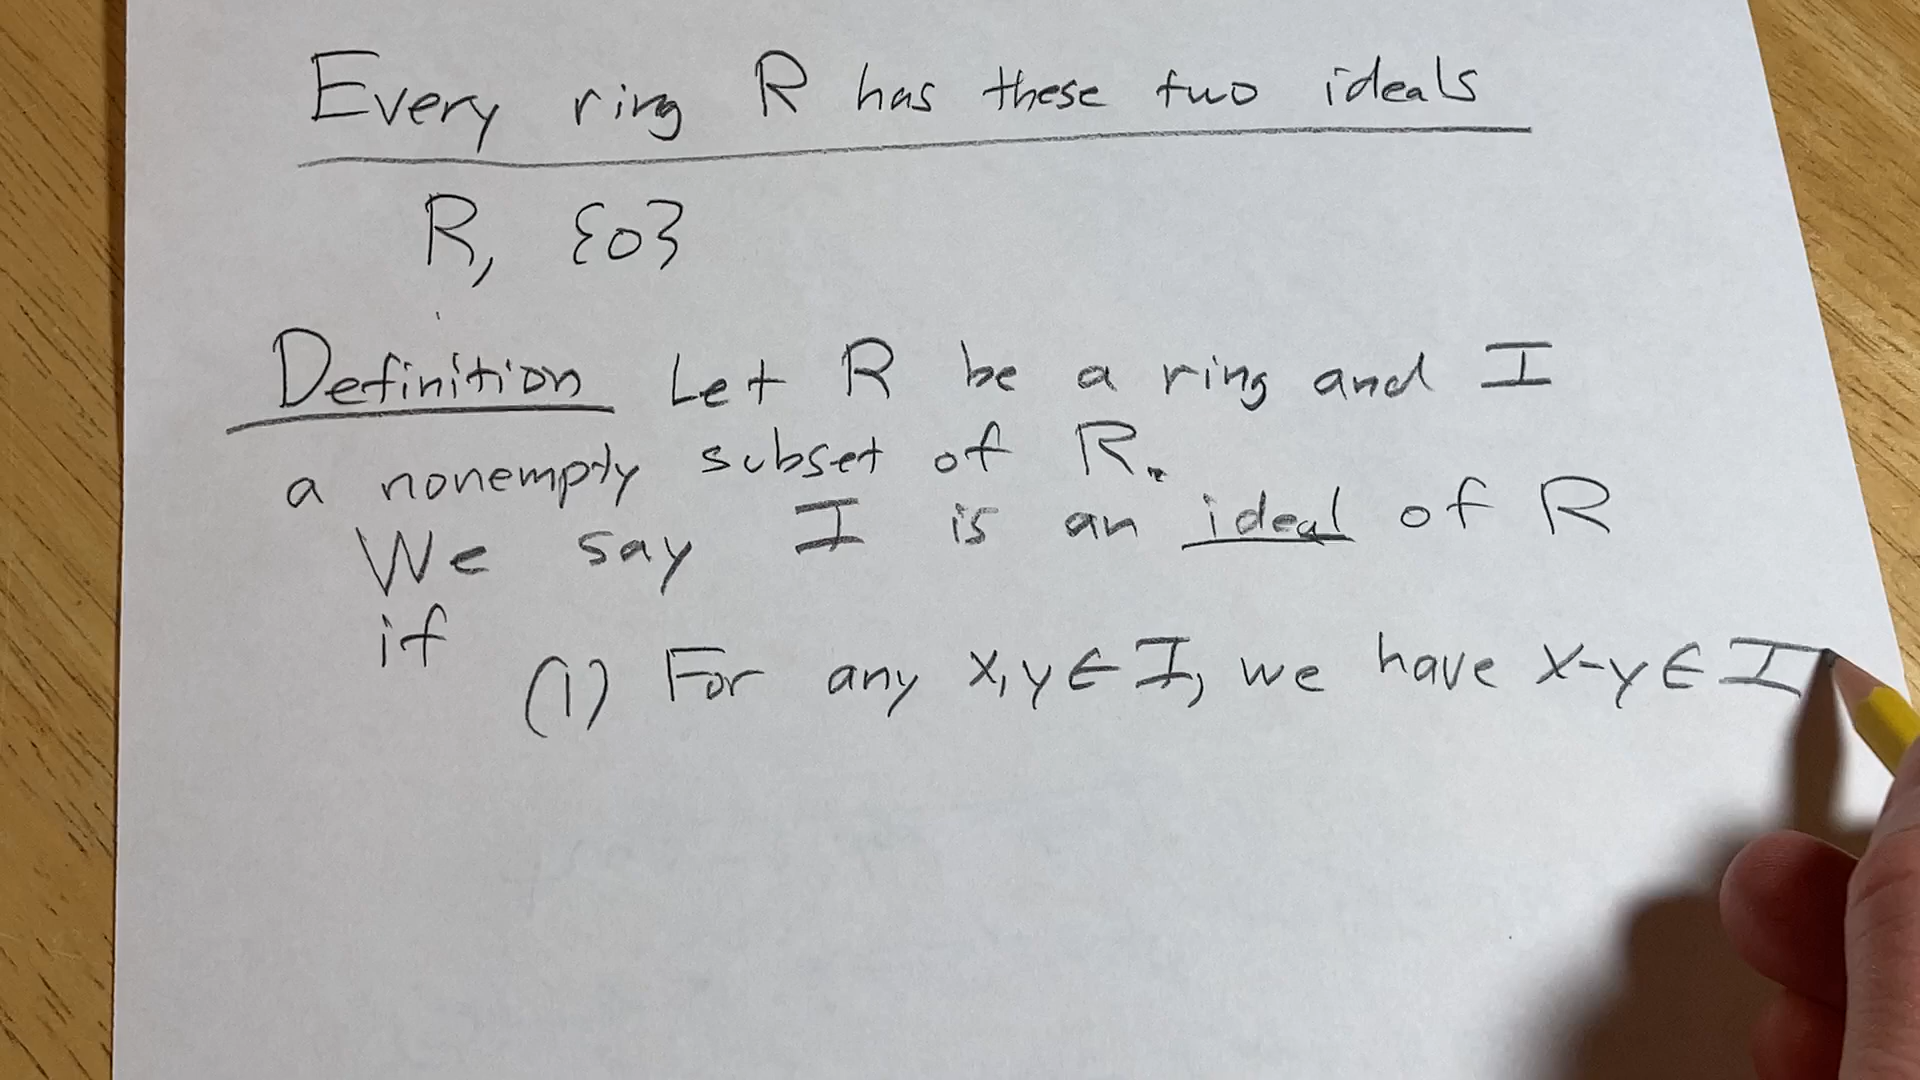 Every ring R has these two ideals
R, {0}
Definition Let R be a ring and I
a nonempty subset of R.
We say I is an ideal of R
if
(1) For any x,y∈I, we have x-y∈I